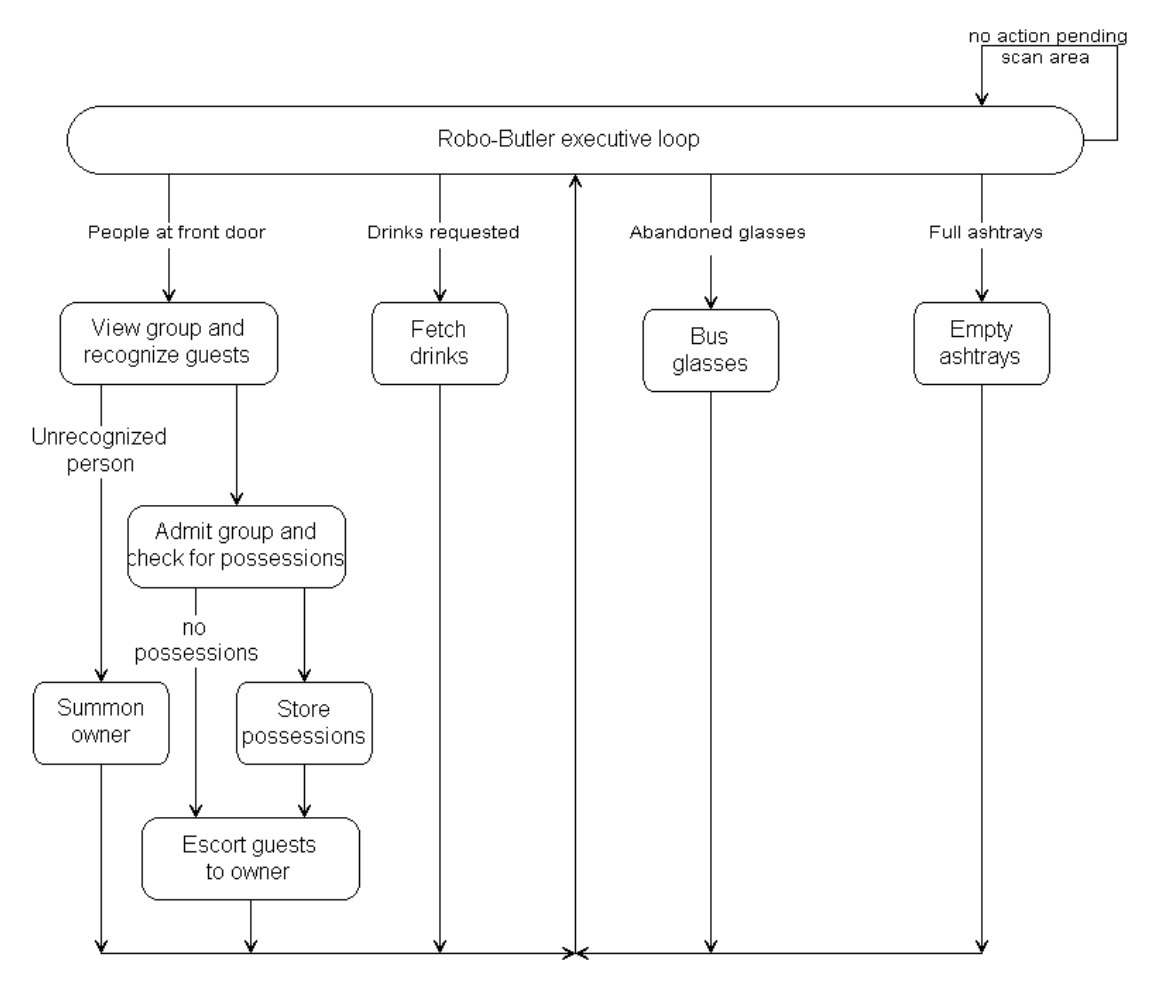 no action pending
scan area
Robo-Butler executive loop
People at front door
Drinks requested
Abandoned glasses
Full ashtrays
View group and
recognize guests
Fetch
drinks
Bus
glasses
Empty
ashtrays
Unrecognized
person
Admit group and
check for possessions
no
possessions
Summon
owner
Store
possessions
Escort guests
to owner